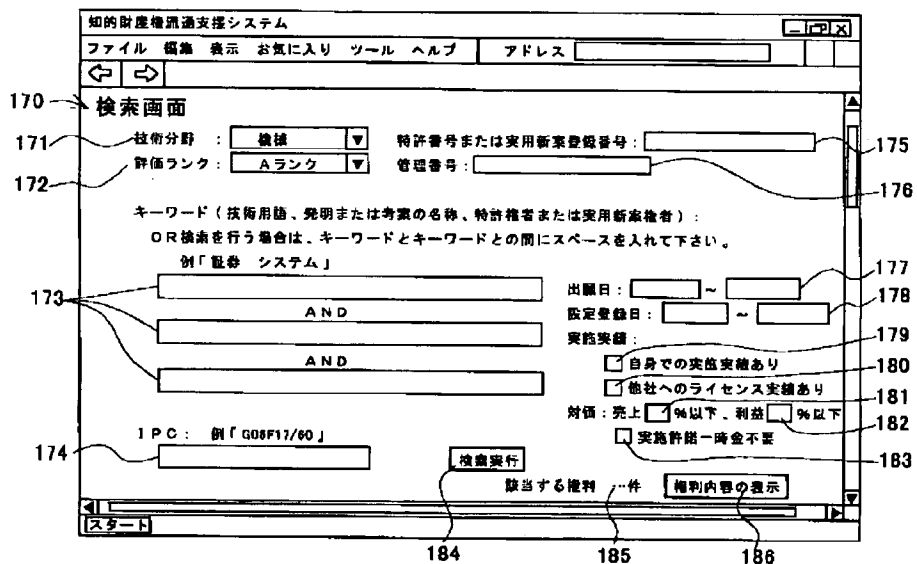 知的財産権流通支援システム
ファイル 編集 表示 お気に入り ツール ヘルプ アドレス
170 検索画面
171 技術分野 : 機械 ▼ 特許番号または実用新案登録番号: 175
172 評価ランク : Aランク ▼ 管理番号: 176
キーワード(技術用語、発明または考案の名称、特許権者または実用新案権者):
OR検索を行う場合は、キーワードとキーワードとの間にスペースを入れて下さい。
例「証券 システム」
173
AND
AND
出願日: ~ 177
設定登録日: ~ 178
実施実績:
自身での実施実績あり 179
他社へのライセンス実績あり 180
対価:売上 %以下、利益 %以下 181 182
実施許諾一時金不要 183
IPC: 例「G06F17/60」
174
検索実行 184
該当する権利 …件 185 権利内容の表示 186
スタート